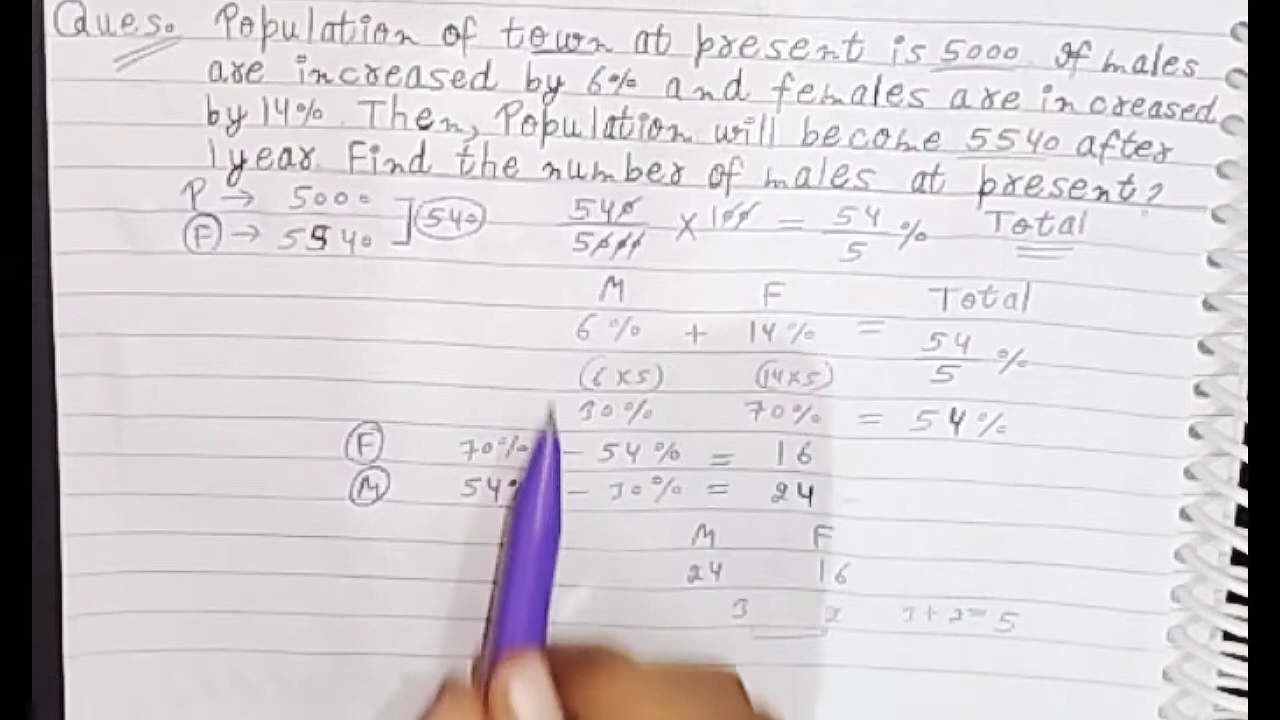 Ques. Population of town at present is 5000. If males
are increased by 6% and females are increased
by 14%. Then, Population will become 5540 after
1 year Find the number of males at present?
P → 5000
540
(F) → 5540
540/5000 × 100 = 54/5 % Total
M F Total
6% + 14% = 54/5 %
(6×5) (14×5)
30% 70% = 54%
(F) 70% - 54% = 16
(M) 54% - 30% = 24
M F
24 16
3 2 3+2=5